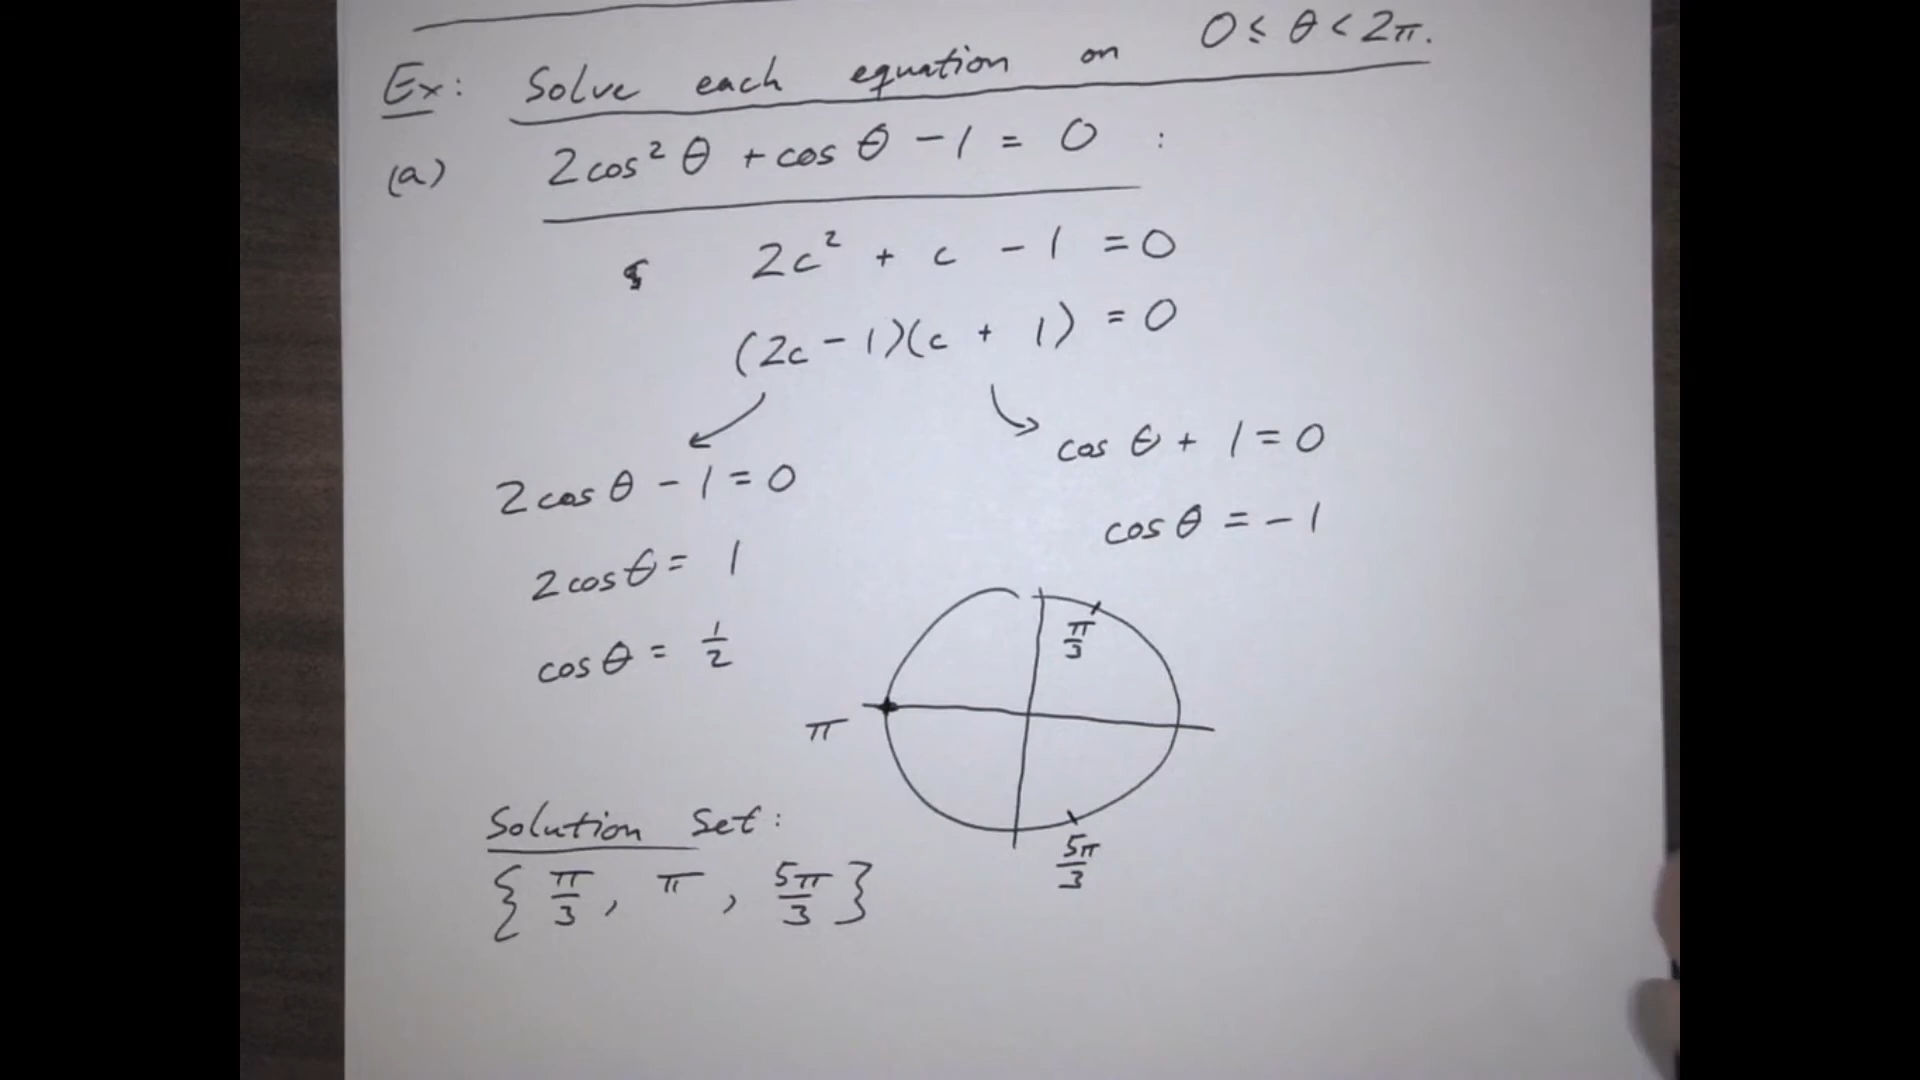 Ex: Solve each equation on 0 ≤ θ < 2π.
(a) 2cos² θ + cos θ - 1 = 0 :
2c² + c - 1 = 0
(2c - 1)(c + 1) = 0
2cos θ - 1 = 0
2cos θ = 1
cos θ = 1/2
cos θ + 1 = 0
cos θ = -1
π/3
π
5π/3
Solution Set:
{ π/3, π, 5π/3 }